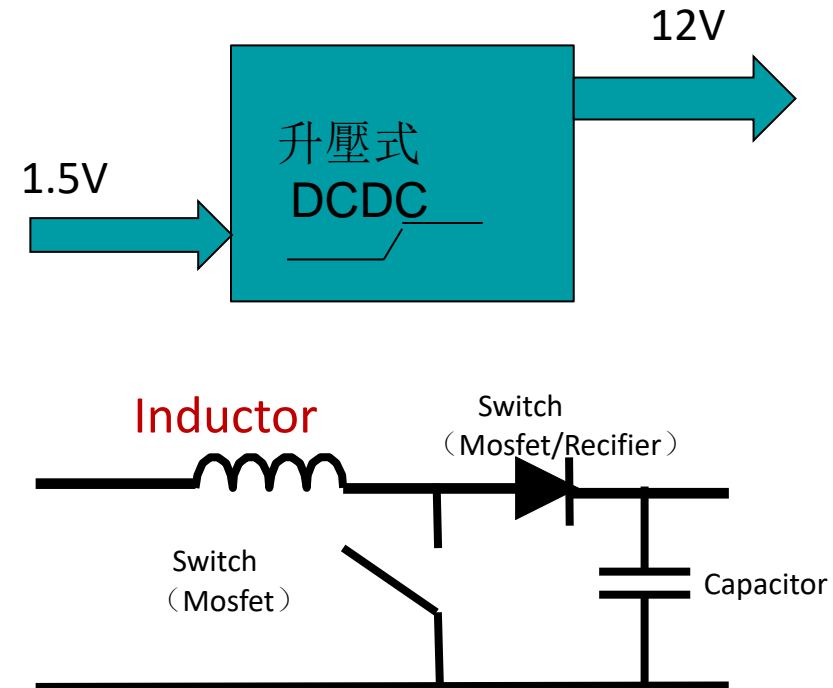 12V
1.5V
升壓式
DCDC
Inductor
Switch
（Mosfet/Recifier）
Switch
（Mosfet）
Capacitor